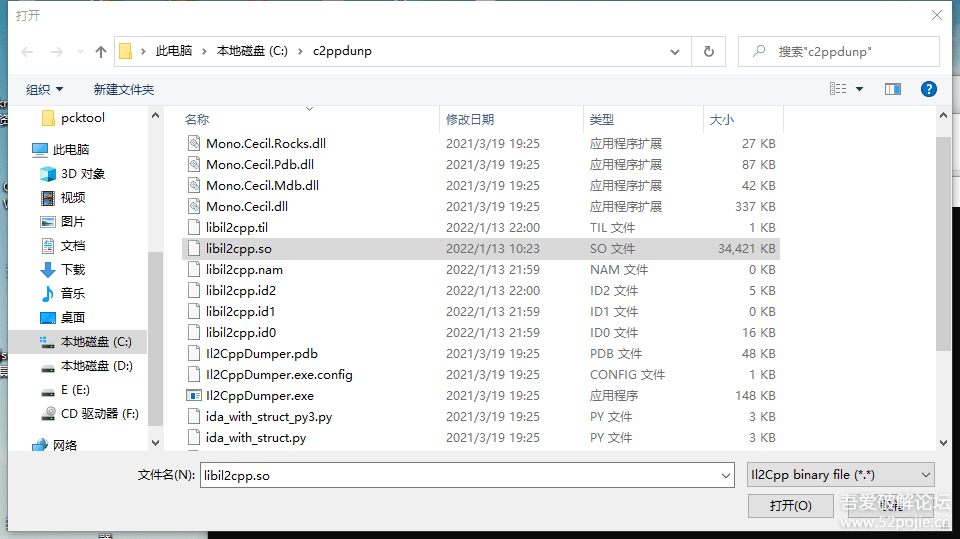 打开
此电脑 › 本地磁盘 (C:) › c2ppdunp
搜索"c2ppdunp"
组织 新建文件夹
pcktool
此电脑
3D 对象
视频
图片
文档
下载
音乐
桌面
本地磁盘 (C:)
本地磁盘 (D:)
E (E:)
CD 驱动器 (F:)
网络
名称 修改日期 类型 大小
Mono.Cecil.Rocks.dll 2021/3/19 19:25 应用程序扩展 27 KB
Mono.Cecil.Pdb.dll 2021/3/19 19:25 应用程序扩展 87 KB
Mono.Cecil.Mdb.dll 2021/3/19 19:25 应用程序扩展 42 KB
Mono.Cecil.dll 2021/3/19 19:25 应用程序扩展 337 KB
libil2cpp.til 2022/1/13 22:00 TIL 文件 1 KB
libil2cpp.so 2022/1/13 10:23 SO 文件 34,421 KB
libil2cpp.nam 2022/1/13 21:59 NAM 文件 0 KB
libil2cpp.id2 2022/1/13 22:00 ID2 文件 5 KB
libil2cpp.id1 2022/1/13 21:59 ID1 文件 0 KB
libil2cpp.id0 2022/1/13 21:59 ID0 文件 16 KB
Il2CppDumper.pdb 2021/3/19 19:25 PDB 文件 48 KB
Il2CppDumper.exe.config 2021/3/19 19:25 CONFIG 文件 1 KB
Il2CppDumper.exe 2021/3/19 19:25 应用程序 148 KB
ida_with_struct_py3.py 2021/3/19 19:25 PY 文件 3 KB
ida_with_struct.py 2021/3/19 19:25 PY 文件 3 KB
文件名(N): libil2cpp.so Il2Cpp binary file (*.*)
打开(O) 取消
吾爱破解论坛
www.52pojie.cn